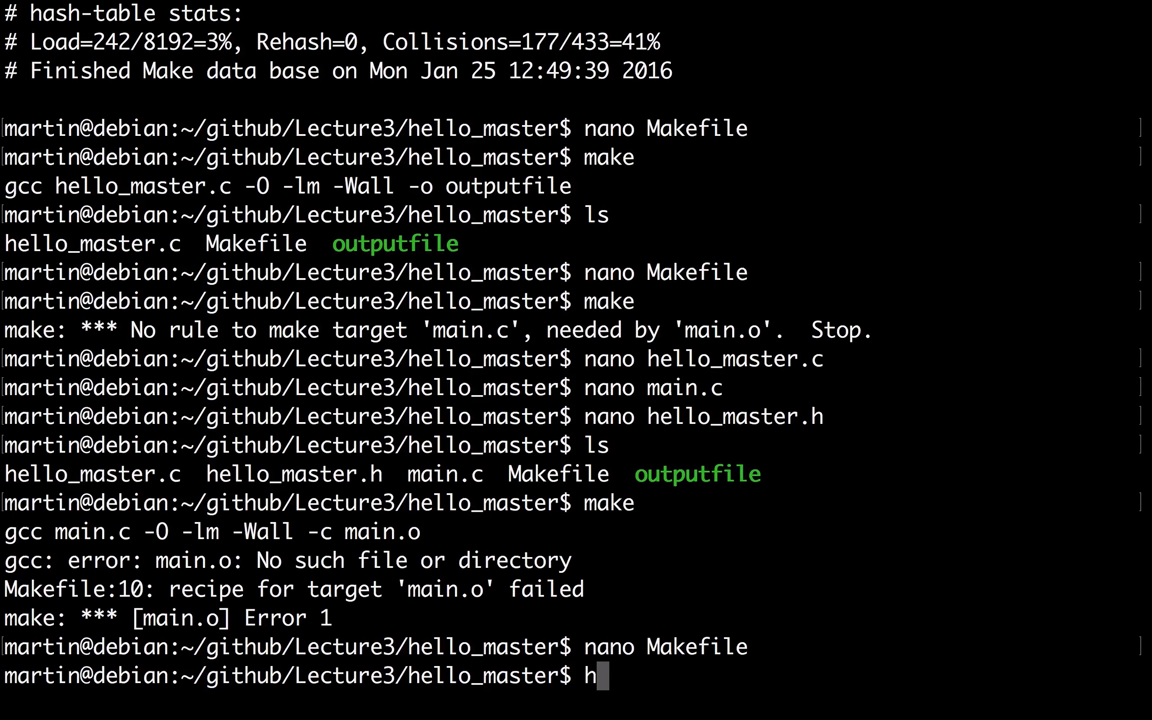 # hash-table stats:
# Load=242/8192=3%, Rehash=0, Collisions=177/433=41%
# Finished Make data base on Mon Jan 25 12:49:39 2016
[martin@debian:~/github/Lecture3/hello_master$ nano Makefile ]
[martin@debian:~/github/Lecture3/hello_master$ make ]
gcc hello_master.c -O -lm -Wall -o outputfile
[martin@debian:~/github/Lecture3/hello_master$ ls ]
hello_master.c  Makefile  outputfile
[martin@debian:~/github/Lecture3/hello_master$ nano Makefile ]
[martin@debian:~/github/Lecture3/hello_master$ make ]
make: *** No rule to make target 'main.c', needed by 'main.o'.  Stop.
[martin@debian:~/github/Lecture3/hello_master$ nano hello_master.c ]
[martin@debian:~/github/Lecture3/hello_master$ nano main.c ]
[martin@debian:~/github/Lecture3/hello_master$ nano hello_master.h ]
[martin@debian:~/github/Lecture3/hello_master$ ls ]
hello_master.c  hello_master.h  main.c  Makefile  outputfile
[martin@debian:~/github/Lecture3/hello_master$ make ]
gcc main.c -O -lm -Wall -c main.o
gcc: error: main.o: No such file or directory
Makefile:10: recipe for target 'main.o' failed
make: *** [main.o] Error 1
[martin@debian:~/github/Lecture3/hello_master$ nano Makefile ]
martin@debian:~/github/Lecture3/hello_master$ h